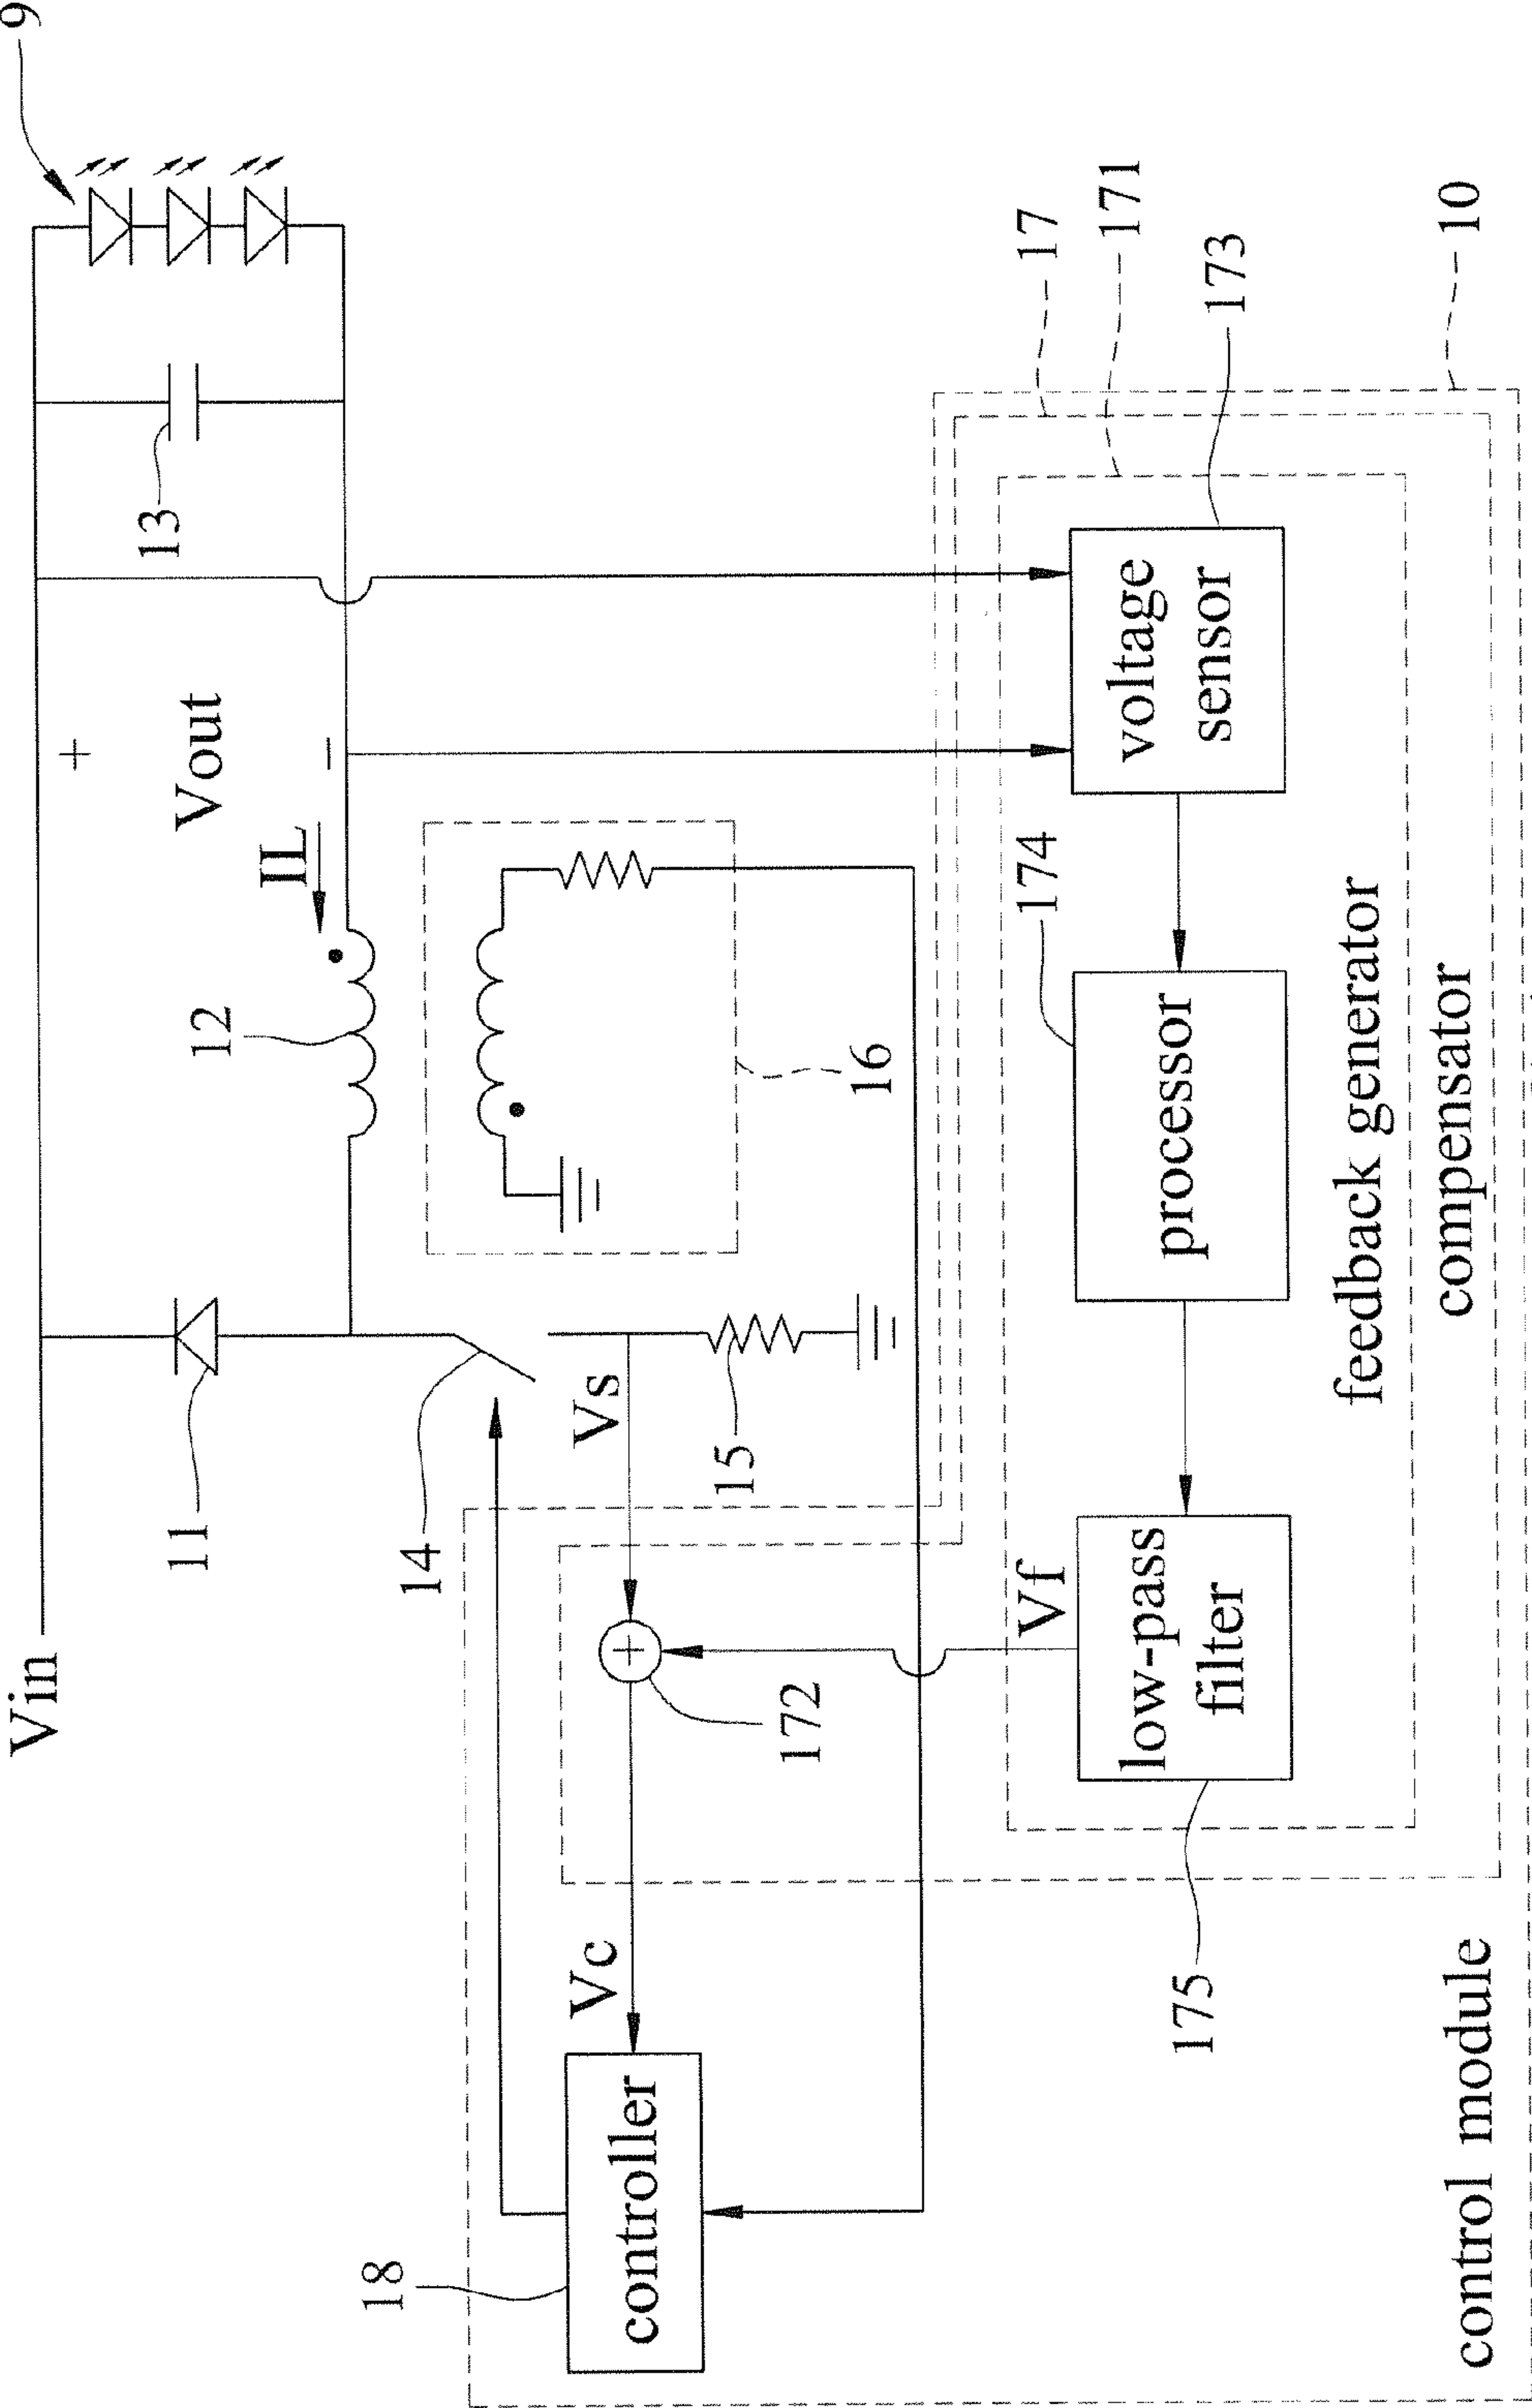 Vin
9
+
13
11
Vout
12
IL
−
18
14
Vc
Vs
controller
+
15
172
16
Vf
174
17
171
low-pass
filter
processor
voltage
sensor
175
173
feedback generator
compensator
10
control module